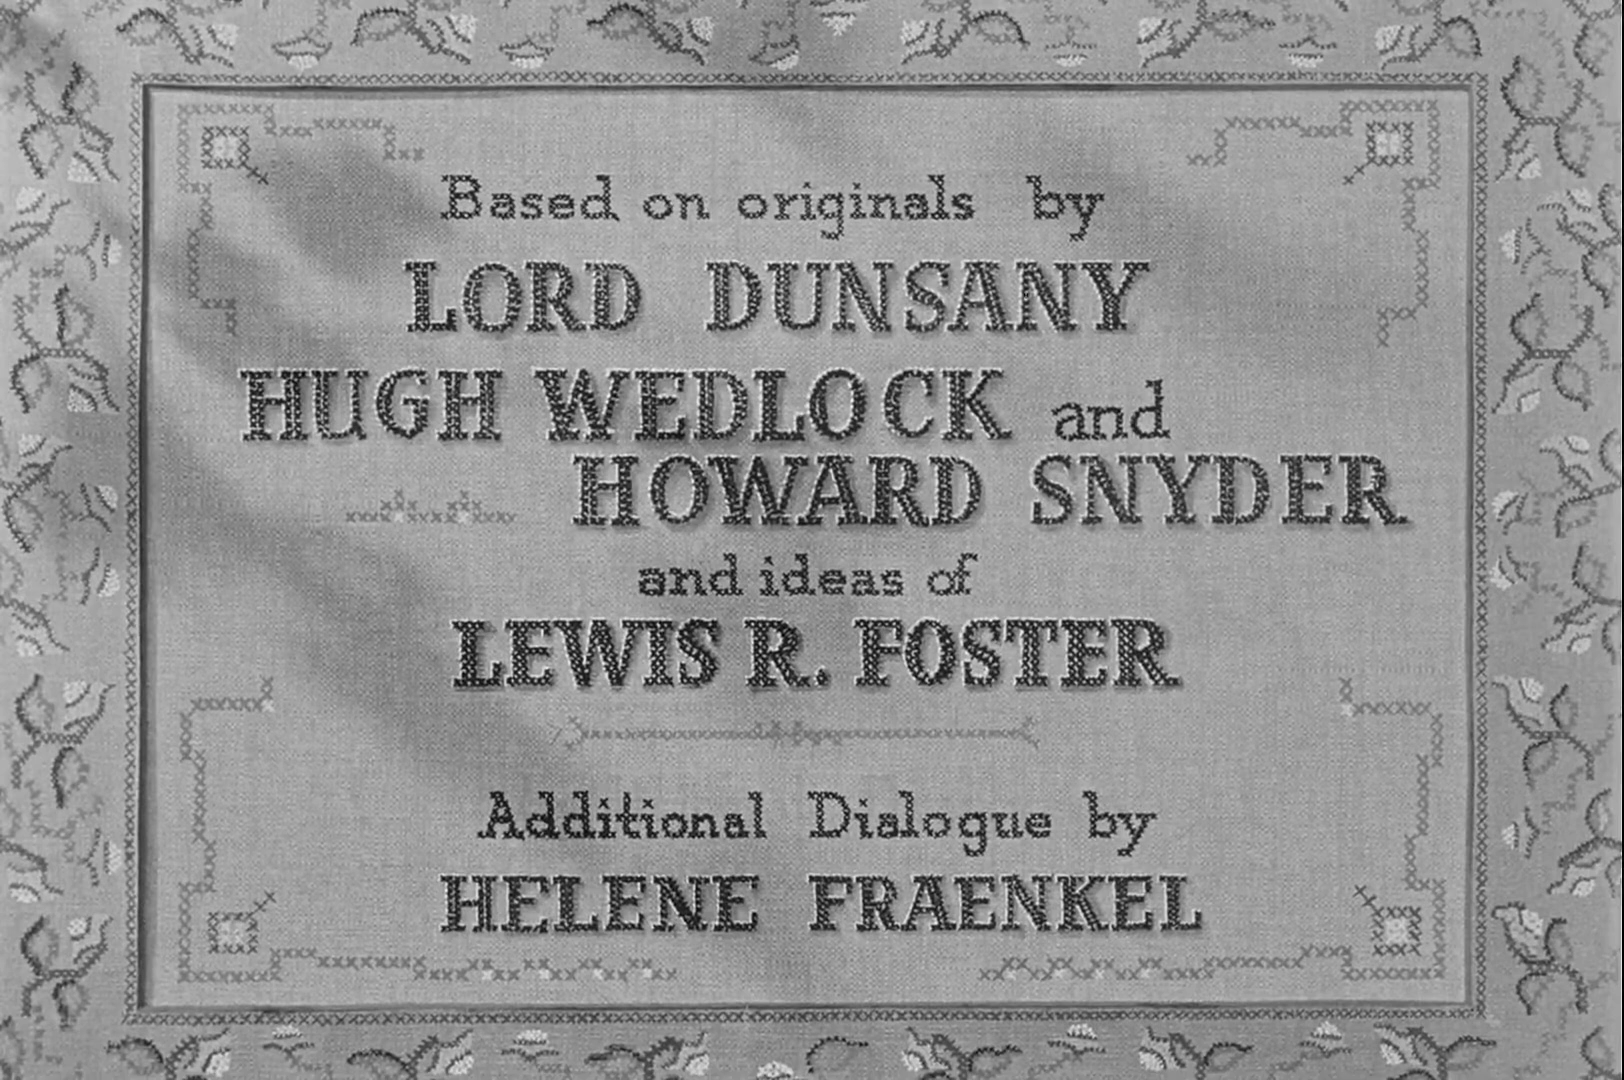 Based on originals by
LORD DUNSANY
HUGH WEDLOCK and
HOWARD SNYDER
and ideas of
LEWIS R. FOSTER
Additional Dialogue by
HELENE FRAENKEL